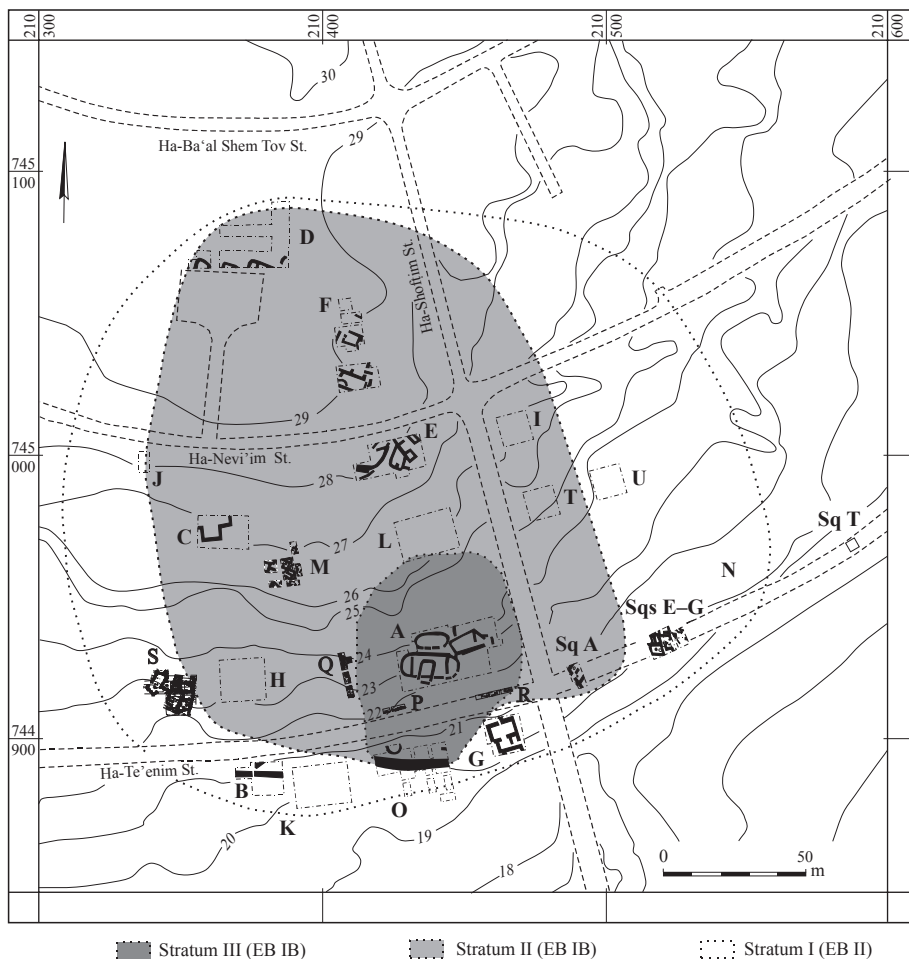 210
300
210
400
210
500
210
600
30
29
Ha-Ba‘al Shem Tov St.
745
100
D
Ha-Shoftim St.
F
29
I
E
745
000
Ha-Nevi’im St.
28
J
U
T
Sq T
C
L
27
M
26
25
N
Sqs E–G
A
S
Q
24
Sq A
H
23
R
22
P
744
900
21
G
Ha-Te’enim St.
B
K
O
20
19
18
0
50
m
Stratum III (EB IB)
Stratum II (EB IB)
Stratum I (EB II)